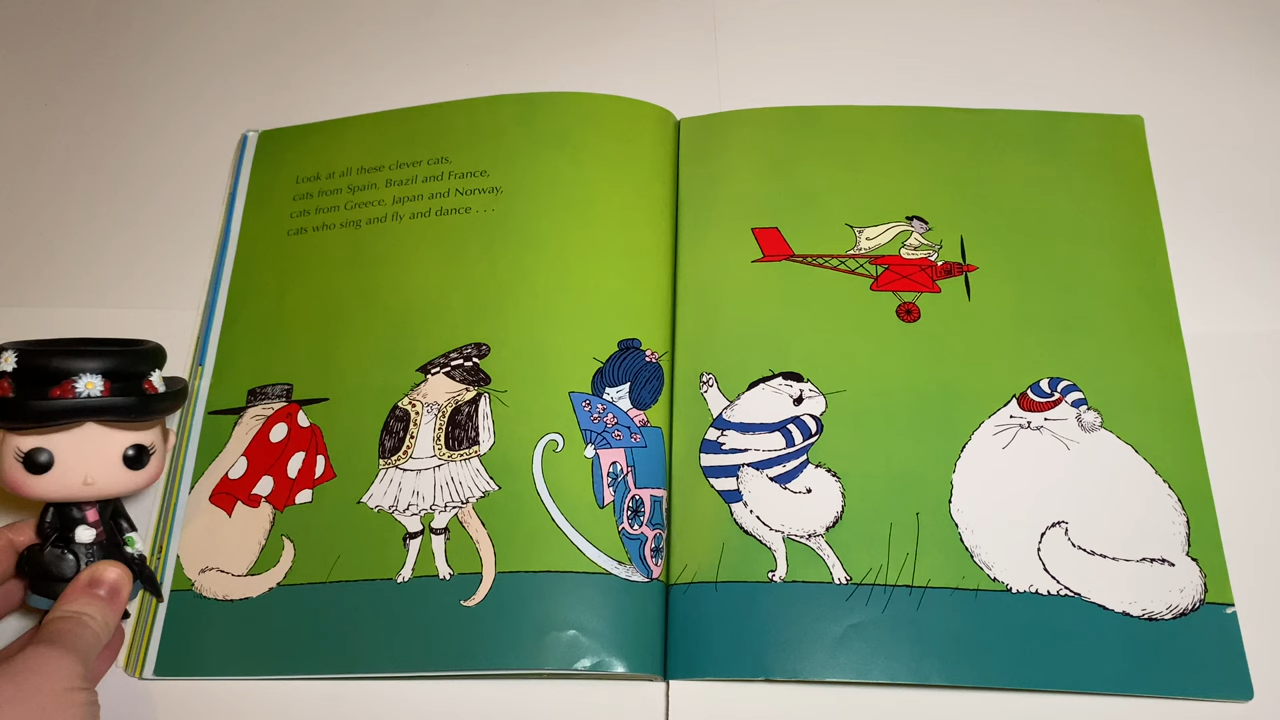 Look at all these clever cats,
cats from Spain, Brazil and France,
cats from Greece, Japan and Norway,
cats who sing and fly and dance . . .